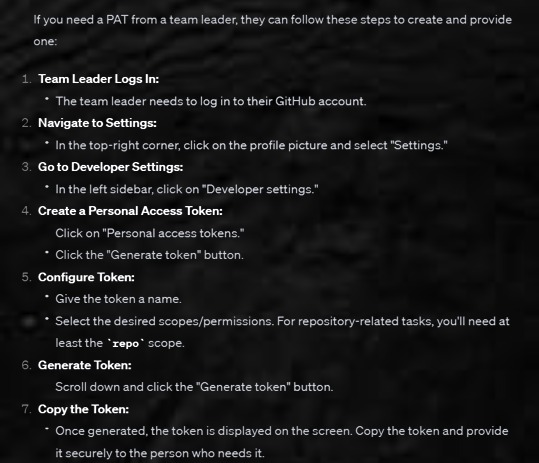 If you need a PAT from a team leader, they can follow these steps to create and provide
one:
1. Team Leader Logs In:
• The team leader needs to log in to their GitHub account.
2. Navigate to Settings:
• In the top-right corner, click on the profile picture and select "Settings."
3. Go to Developer Settings:
• In the left sidebar, click on "Developer settings."
4. Create a Personal Access Token:
Click on "Personal access tokens."
• Click the "Generate token" button.
5. Configure Token:
• Give the token a name.
• Select the desired scopes/permissions. For repository-related tasks, you'll need at
least the `repo` scope.
6. Generate Token:
Scroll down and click the "Generate token" button.
7. Copy the Token:
• Once generated, the token is displayed on the screen. Copy the token and provide
it securely to the person who needs it.